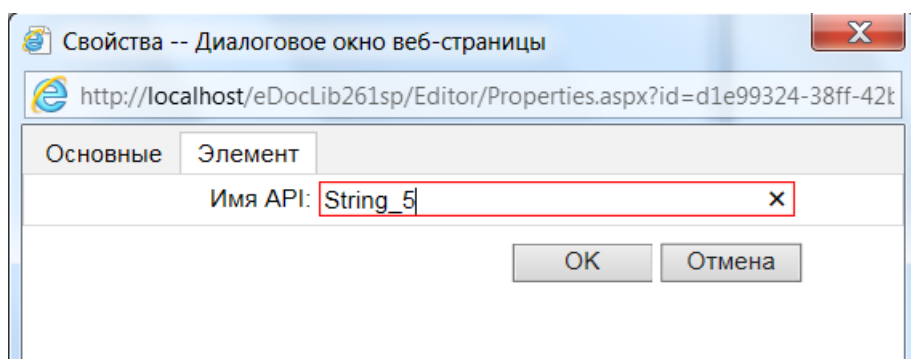 Свойства -- Диалоговое окно веб-страницы
http://localhost/eDocLib261sp/Editor/Properties.aspx?id=d1e99324-38ff-42b
Основные Элемент
Имя API: String_5
OK Отмена